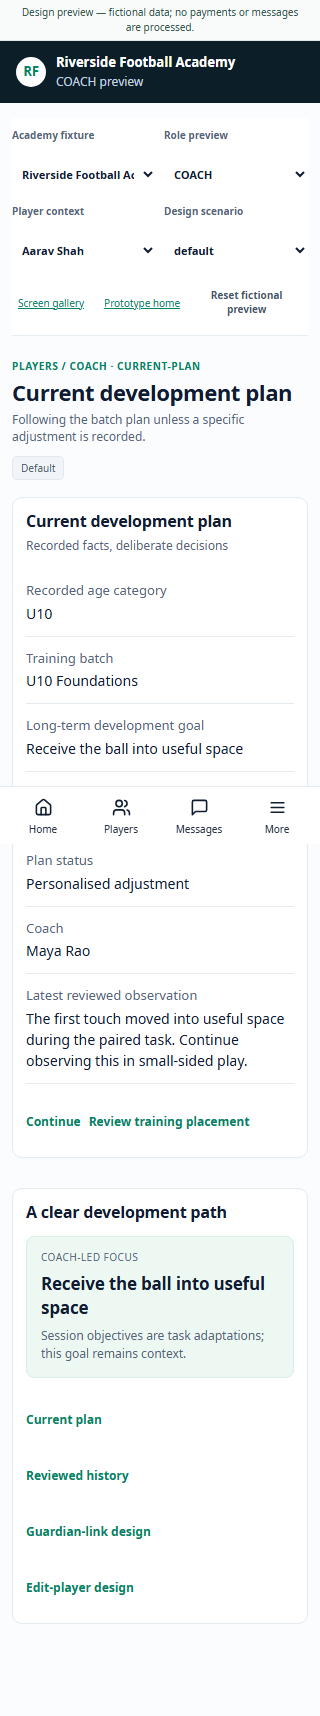 Design preview — fictional data; no payments or messages
are processed.
RF
Riverside Football Academy
COACH preview
Academy fixture
Role preview
Riverside Football Ac
COACH
Player context
Design scenario
Aarav Shah
default
Screen gallery
Prototype home
Reset fictional
preview
PLAYERS / COACH · CURRENT-PLAN
Current development plan
Following the batch plan unless a specific
adjustment is recorded.
Default
Current development plan
Recorded facts, deliberate decisions
Recorded age category
U10
Training batch
U10 Foundations
Long-term development goal
Receive the ball into useful space
Home
Players
Messages
More
Plan status
Personalised adjustment
Coach
Maya Rao
Latest reviewed observation
The first touch moved into useful space
during the paired task. Continue
observing this in small-sided play.
Continue
Review training placement
A clear development path
COACH-LED FOCUS
Receive the ball into useful
space
Session objectives are task adaptations;
this goal remains context.
Current plan
Reviewed history
Guardian-link design
Edit-player design